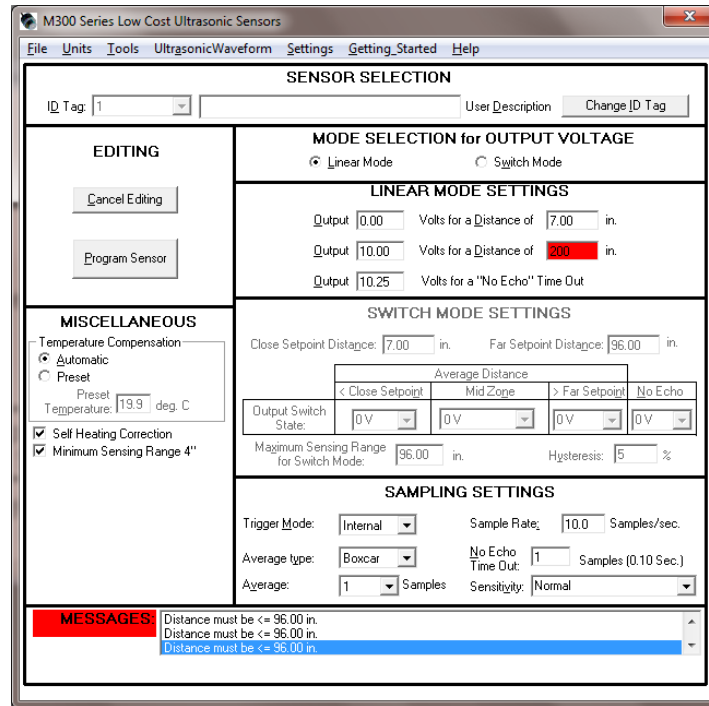 M300 Series Low Cost Ultrasonic Sensors
File Units Tools UltrasonicWaveform Settings Getting_Started Help
SENSOR SELECTION
ID Tag: 1 User Description Change ID Tag
EDITING
Cancel Editing
Program Sensor
MODE SELECTION for OUTPUT VOLTAGE
Linear Mode Switch Mode
LINEAR MODE SETTINGS
Output 0.00 Volts for a Distance of 7.00 in.
Output 10.00 Volts for a Distance of 200 in.
Output 10.25 Volts for a "No Echo" Time Out
MISCELLANEOUS
Temperature Compensation
Automatic
Preset
Preset
Temperature: 19.9 deg. C
Self Heating Correction
Minimum Sensing Range 4"
SWITCH MODE SETTINGS
Close Setpoint Distance: 7.00 in. Far Setpoint Distance: 96.00 in.
Average Distance
< Close Setpoint Mid Zone > Far Setpoint No Echo
Output Switch
State: 0 V 0 V 0 V 0 V
Maximum Sensing Range
for Switch Mode: 96.00 in. Hysteresis: 5 %
SAMPLING SETTINGS
Trigger Mode: Internal Sample Rate: 10.0 Samples/sec.
Average type: Boxcar No Echo
Time Out: 1 Samples (0.10 Sec.)
Average: 1 Samples Sensitivity: Normal
MESSAGES: Distance must be <= 96.00 in.
Distance must be <= 96.00 in.
Distance must be <= 96.00 in.